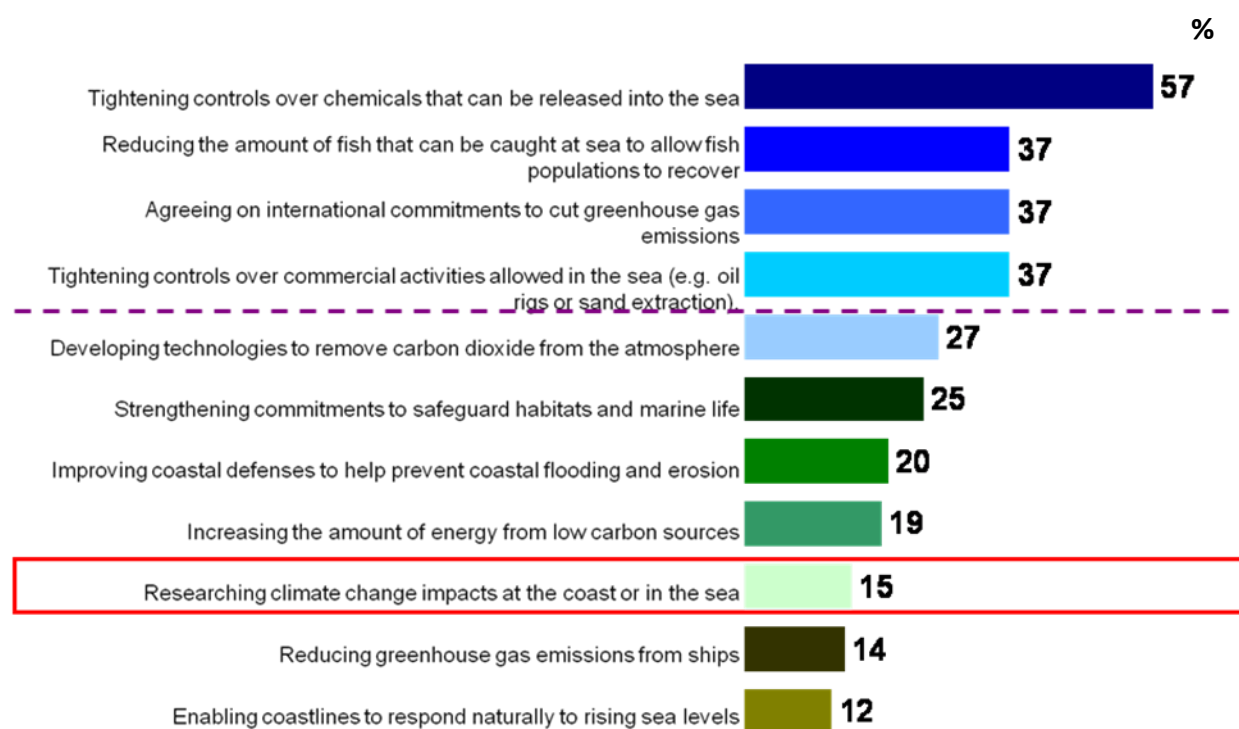 %
Tightening controls over chemicals that can be released into the sea
57
Reducing the amount of fish that can be caught at sea to allow fish
populations to recover
37
Agreeing on international commitments to cut greenhouse gas
emissions
37
Tightening controls over commercial activities allowed in the sea (e.g. oil
rigs or sand extraction).
37
Developing technologies to remove carbon dioxide from the atmosphere
27
Strengthening commitments to safeguard habitats and marine life
25
Improving coastal defenses to help prevent coastal flooding and erosion
20
Increasing the amount of energy from low carbon sources
19
Researching climate change impacts at the coast or in the sea
15
Reducing greenhouse gas emissions from ships
14
Enabling coastlines to respond naturally to rising sea levels
12